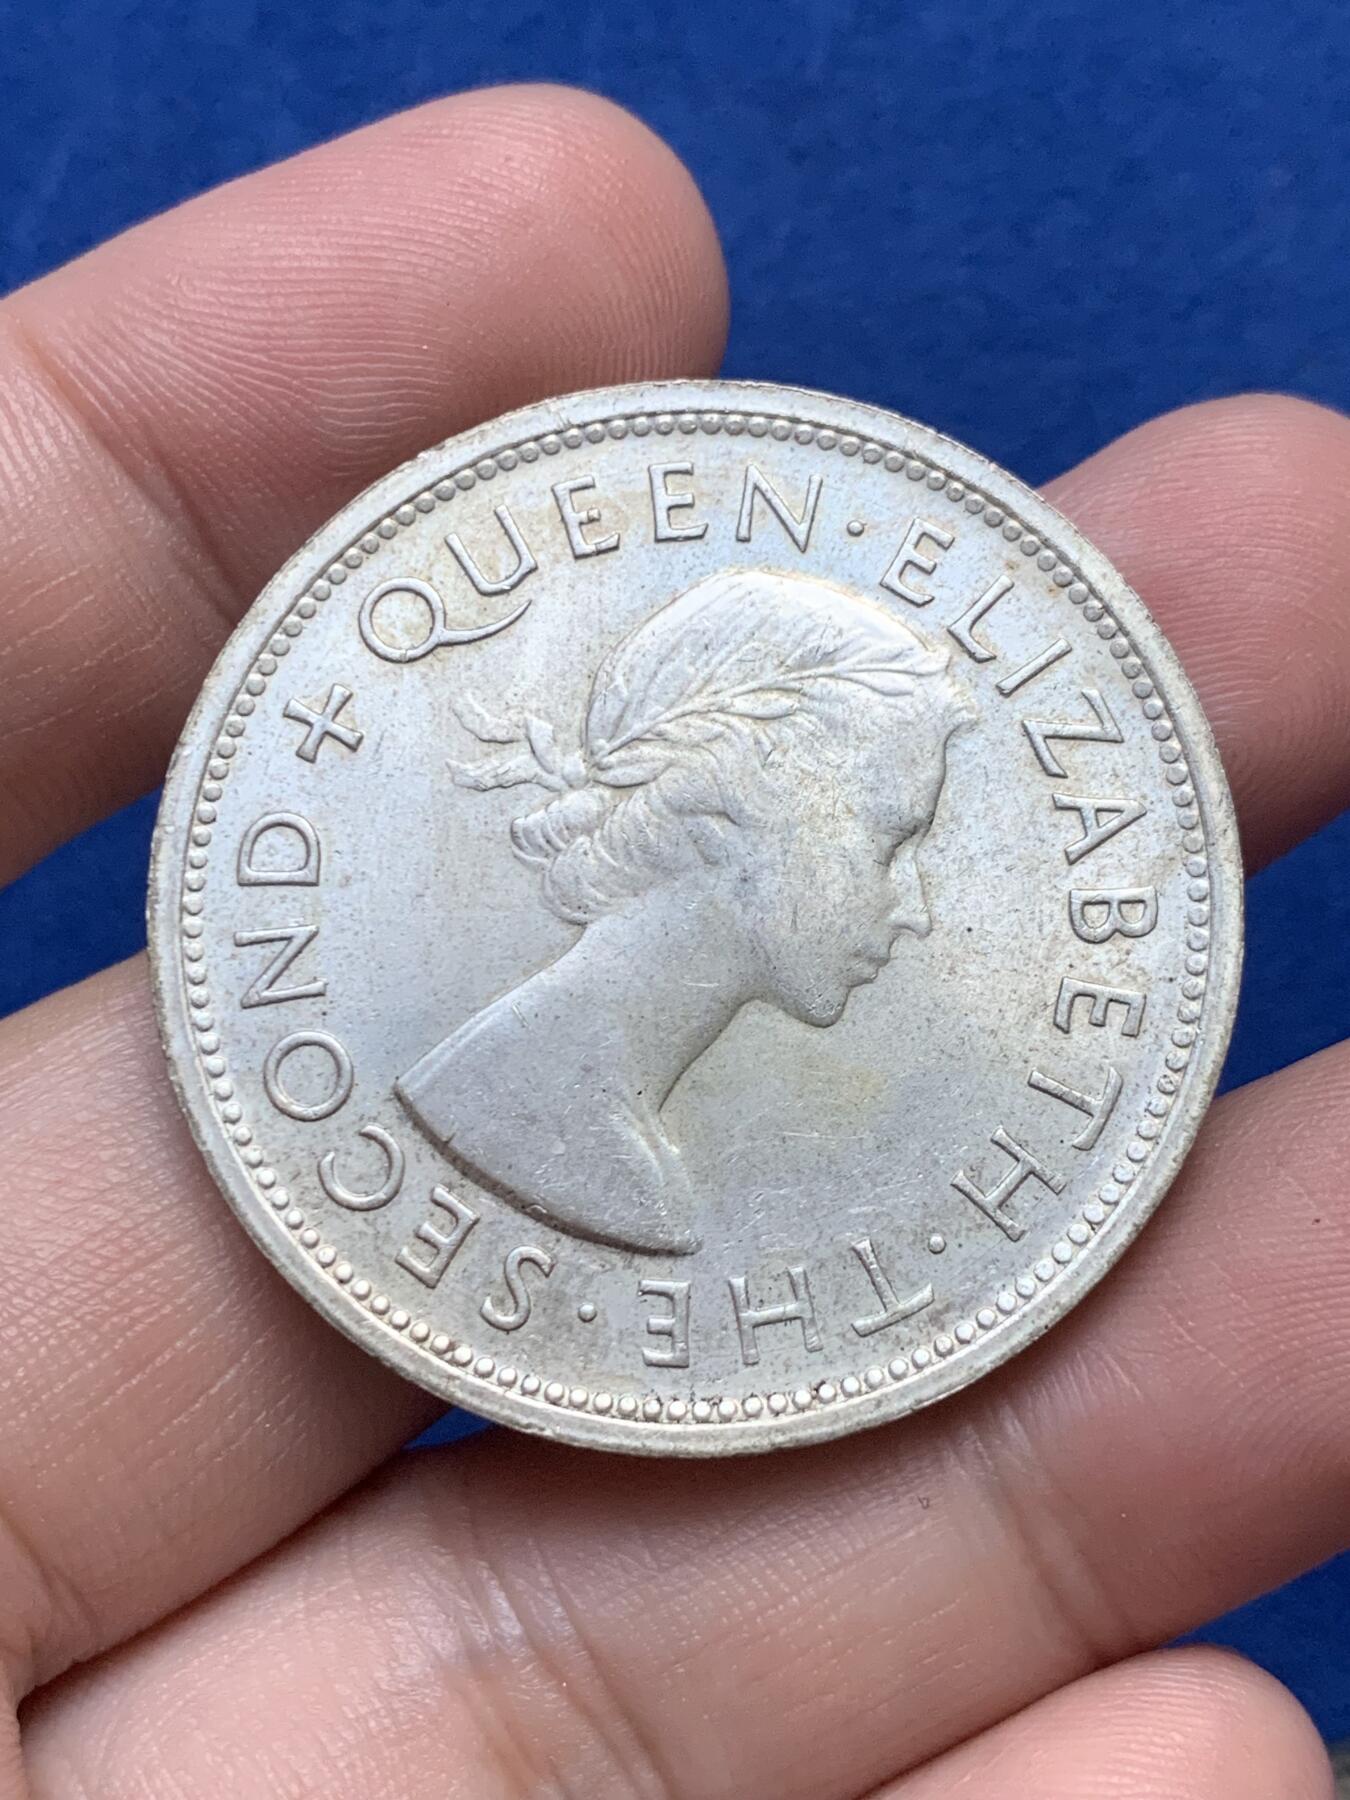 + QUEEN · ELIZABETH · THE · SECOND